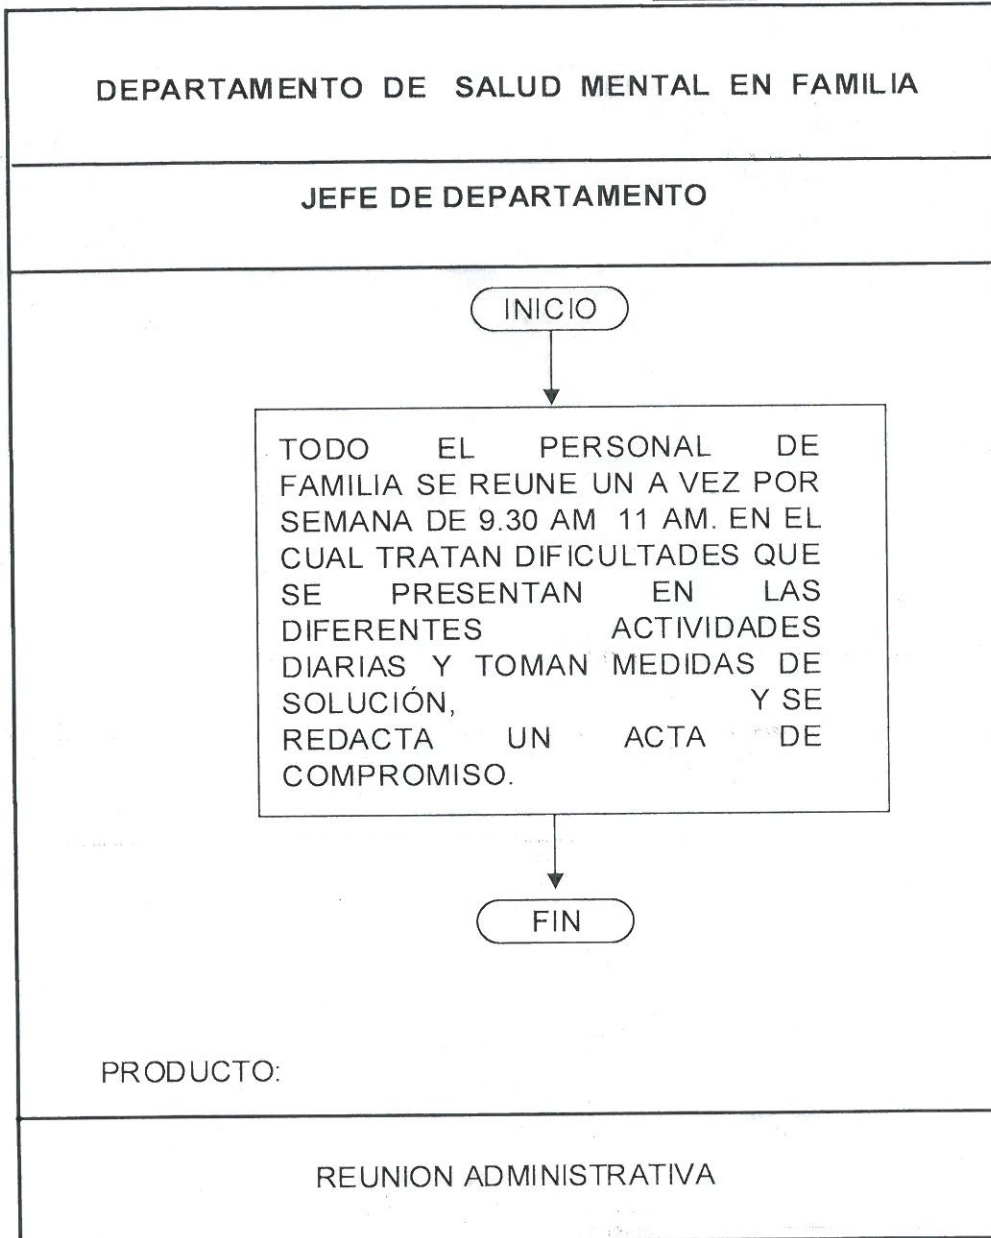 DEPARTAMENTO DE SALUD MENTAL EN FAMILIA
JEFE DE DEPARTAMENTO
INICIO
TODO EL PERSONAL DE
FAMILIA SE REUNE UN A VEZ POR
SEMANA DE 9.30 AM 11 AM. EN EL
CUAL TRATAN DIFICULTADES QUE
SE PRESENTAN EN LAS
DIFERENTES ACTIVIDADES
DIARIAS Y TOMAN MEDIDAS DE
SOLUCIÓN, Y SE
REDACTA UN ACTA DE
COMPROMISO.
FIN
PRODUCTO:
REUNION ADMINISTRATIVA